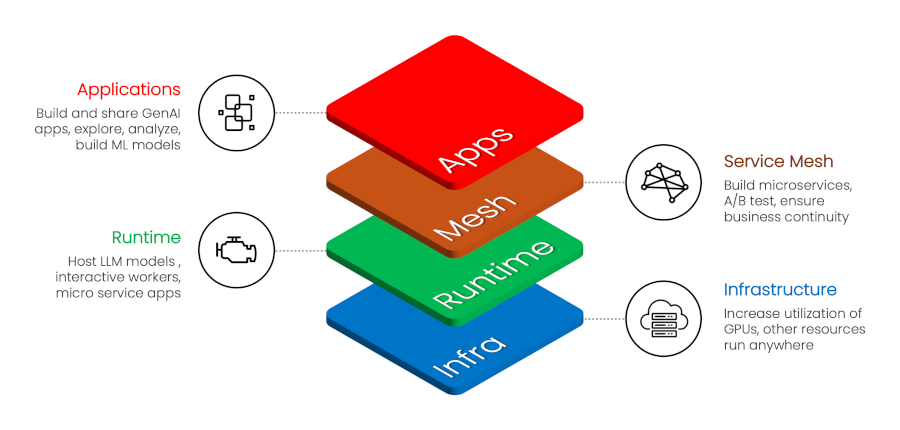 Applications
Build and share GenAI
apps, explore, analyze,
build ML models
Apps
Service Mesh
Build microservices,
A/B test, ensure
business continuity
Mesh
Runtime
Host LLM models ,
interactive workers,
micro service apps
Runtime
Infrastructure
Increase utilization of
GPUs, other resources
run anywhere
Infra